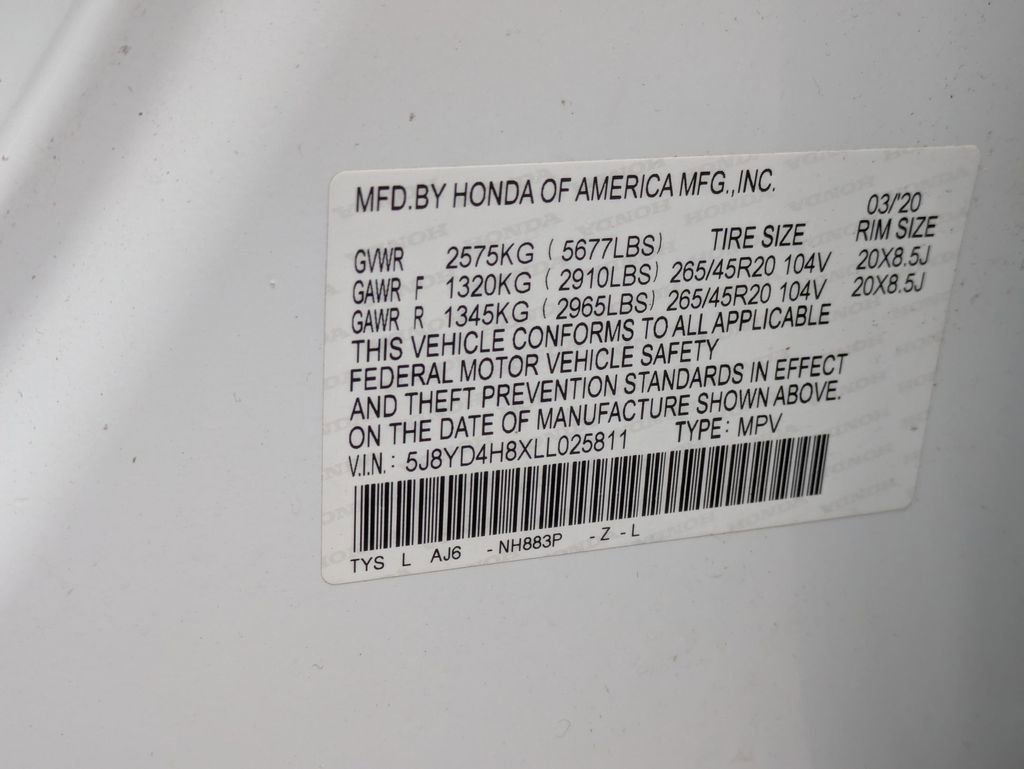 MFD.BY HONDA OF AMERICA MFG.,INC.
03/'20
GVWR 2575KG ( 5677LBS) TIRE SIZE RIM SIZE
GAWR F 1320KG ( 2910LBS) 265/45R20 104V 20X8.5J
GAWR R 1345KG ( 2965LBS) 265/45R20 104V 20X8.5J
THIS VEHICLE CONFORMS TO ALL APPLICABLE
FEDERAL MOTOR VEHICLE SAFETY
AND THEFT PREVENTION STANDARDS IN EFFECT
ON THE DATE OF MANUFACTURE SHOWN ABOVE.
V.I.N.: 5J8YD4H8XLL025811 TYPE: MPV
TYS L AJ6 -NH883P -Z-L